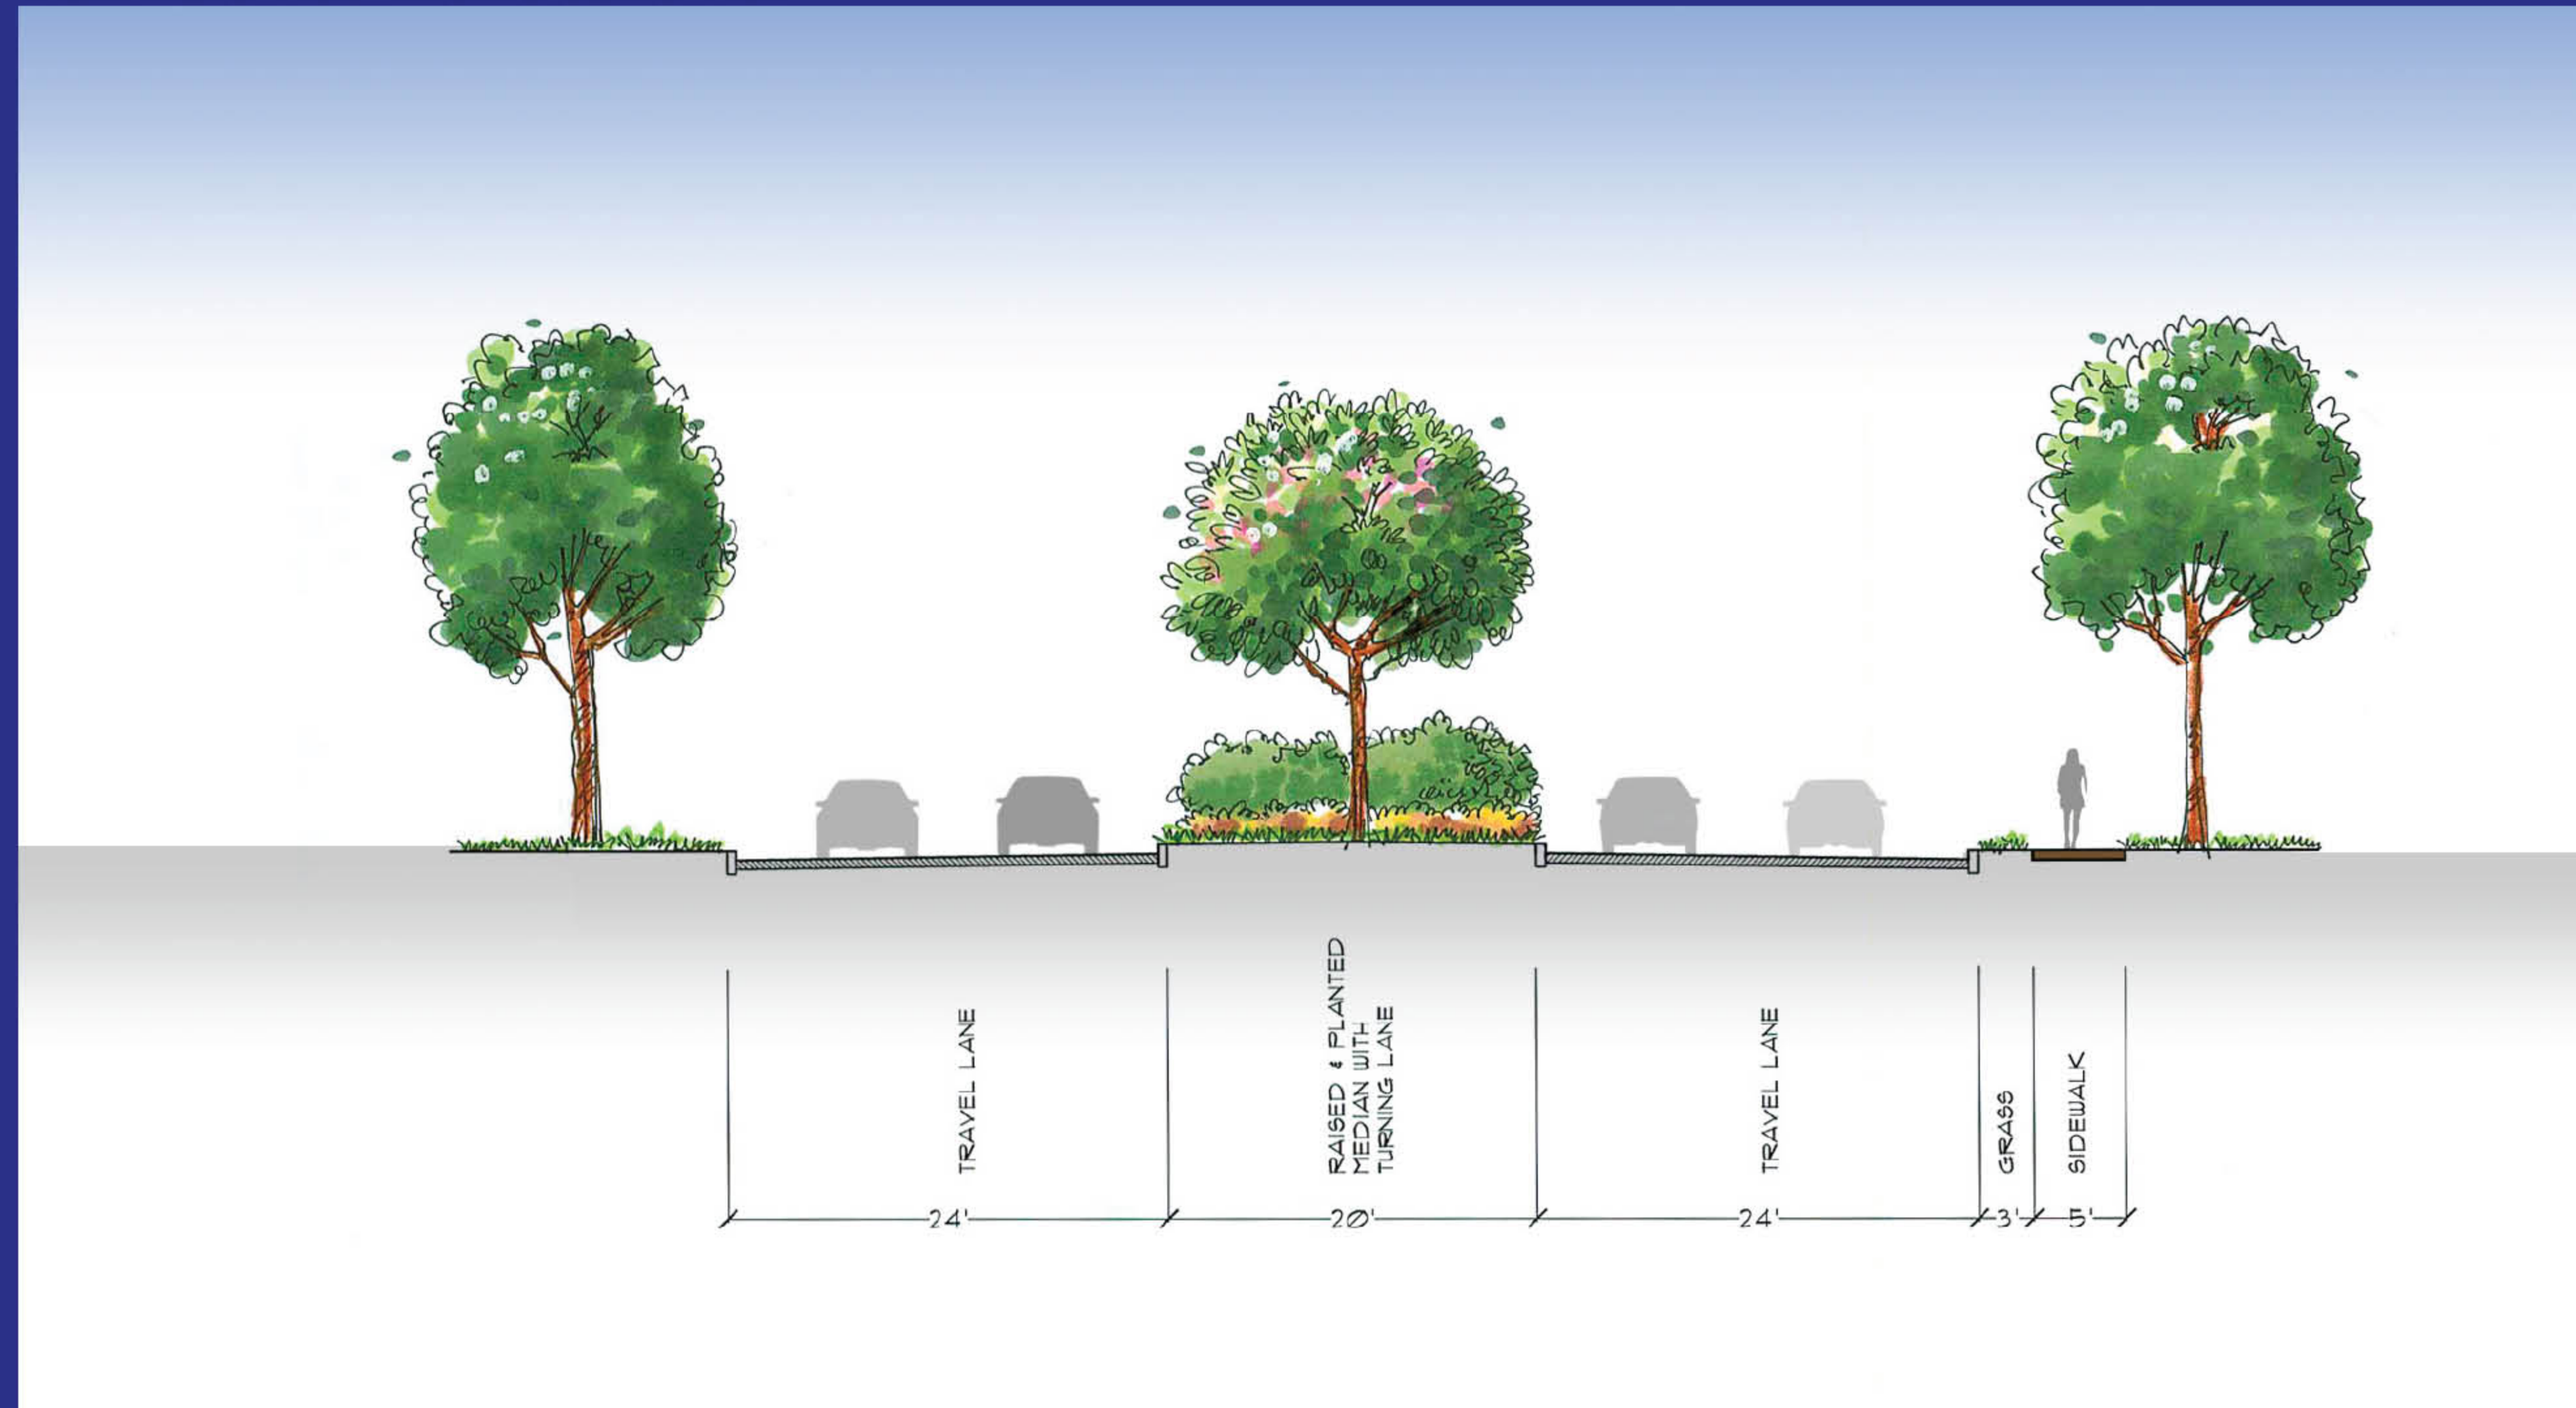 TRAVEL LANE
RAISED & PLANTED
MEDIAN WITH
TURNING LANE
TRAVEL LANE
GRASS
SIDEWALK
24'
20'
24'
3'
5'